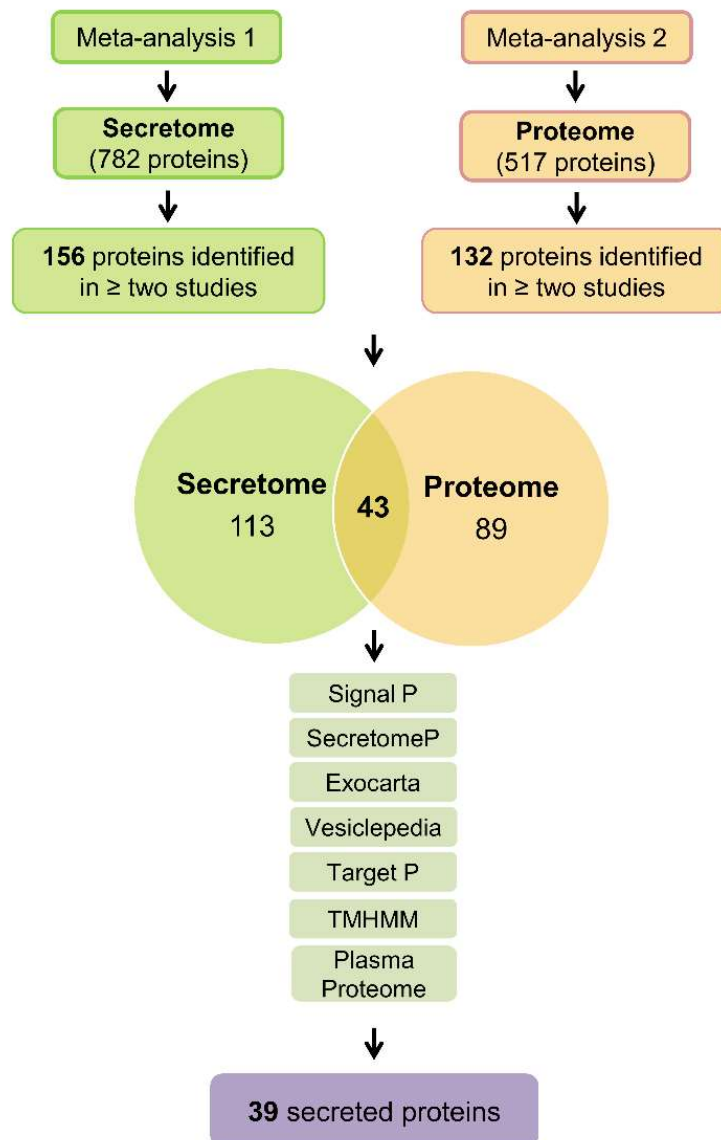 Meta-analysis 1
Meta-analysis 2
Secretome
(782 proteins)
Proteome
(517 proteins)
156 proteins identified
in ≥ two studies
132 proteins identified
in ≥ two studies
Secretome
113
43
Proteome
89
Signal P
SecretomeP
Exocarta
Vesiclepedia
Target P
TMHMM
Plasma
Proteome
39 secreted proteins